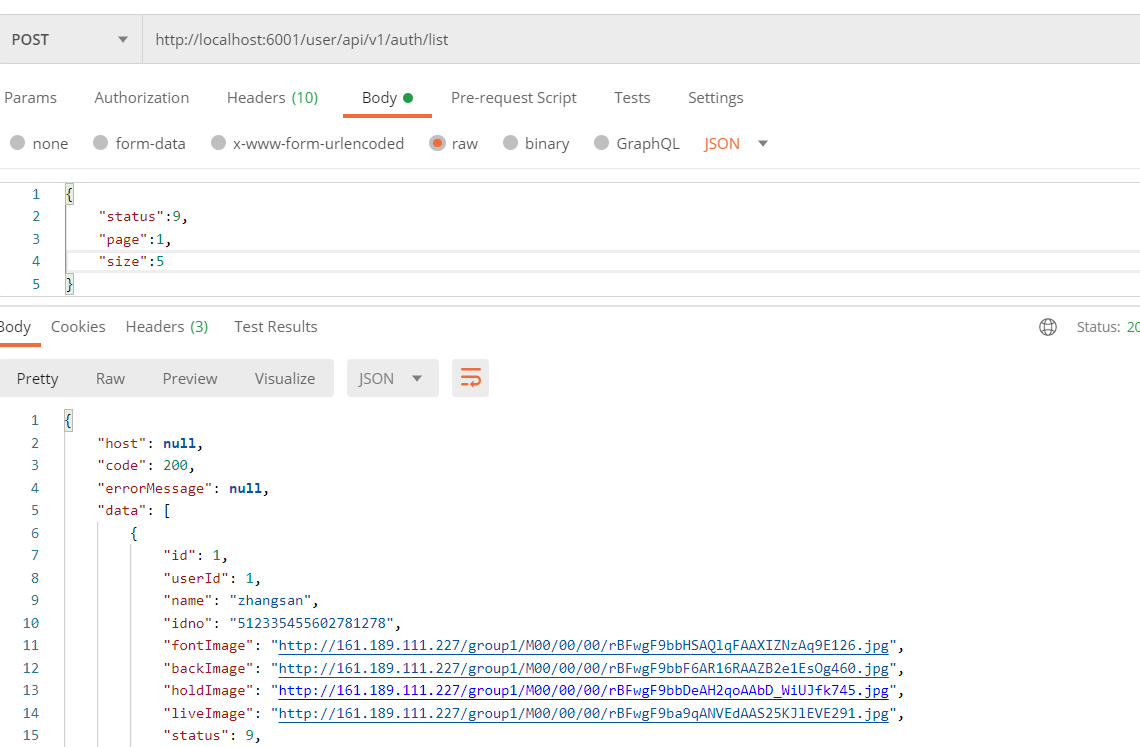 POST http://localhost:6001/user/api/v1/auth/list
Params Authorization Headers (10) Body Pre-request Script Tests Settings
none form-data x-www-form-urlencoded raw binary GraphQL JSON
1 {
2 "status":9,
3 "page":1,
4 "size":5
5 }
Body Cookies Headers (3) Test Results Status: 20
Pretty Raw Preview Visualize JSON
1 {
2 "host": null,
3 "code": 200,
4 "errorMessage": null,
5 "data": [
6 {
7 "id": 1,
8 "userId": 1,
9 "name": "zhangsan",
10 "idno": "512335455602781278",
11 "fontImage": "http://161.189.111.227/group1/M00/00/00/rBFwgF9bbHSAQlqFAAXIZNzAq9E126.jpg",
12 "backImage": "http://161.189.111.227/group1/M00/00/00/rBFwgF9bbF6AR16RAAZB2e1EsOg460.jpg",
13 "holdImage": "http://161.189.111.227/group1/M00/00/00/rBFwgF9bbDeAH2qoAAbD_WiUJfk745.jpg",
14 "liveImage": "http://161.189.111.227/group1/M00/00/00/rBFwgF9ba9qANVEdAAS25KJlEVE291.jpg",
15 "status": 9,